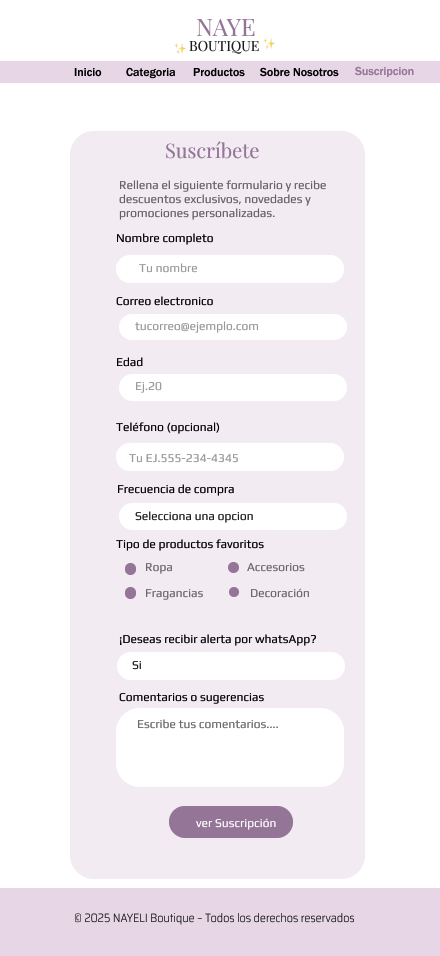 NAYE
BOUTIQUE
Inicio Categoria Productos Sobre Nosotros Suscripcion
Suscríbete
Rellena el siguiente formulario y recibe
descuentos exclusivos, novedades y
promociones personalizadas.
Nombre completo
Tu nombre
Correo electronico
tucorreo@ejemplo.com
Edad
Ej.20
Teléfono (opcional)
Tu EJ.555-234-4345
Frecuencia de compra
Selecciona una opcion
Tipo de productos favoritos
Ropa Accesorios
Fragancias Decoración
¡Deseas recibir alerta por whatsApp?
Si
Comentarios o sugerencias
Escribe tus comentarios....
ver Suscripción
© 2025 NAYELI Boutique – Todos los derechos reservados